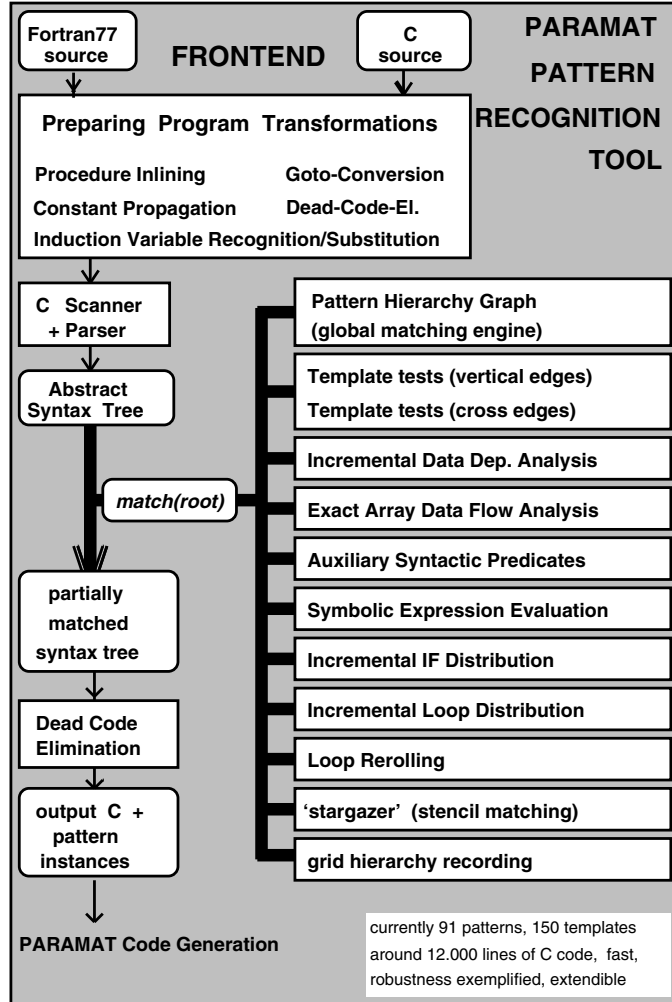 Fortran77
source
FRONTEND
C
source
PARAMAT
PATTERN
RECOGNITION
TOOL
Preparing Program Transformations
Procedure Inlining
Goto-Conversion
Constant Propagation
Dead-Code-El.
Induction Variable Recognition/Substitution
C Scanner
+ Parser
Abstract
Syntax Tree
match(root)
partially
matched
syntax tree
Dead Code
Elimination
output C +
pattern
instances
PARAMAT Code Generation
Pattern Hierarchy Graph
(global matching engine)
Template tests (vertical edges)
Template tests (cross edges)
Incremental Data Dep. Analysis
Exact Array Data Flow Analysis
Auxiliary Syntactic Predicates
Symbolic Expression Evaluation
Incremental IF Distribution
Incremental Loop Distribution
Loop Rerolling
‘stargazer’ (stencil matching)
grid hierarchy recording
currently 91 patterns, 150 templates
around 12.000 lines of C code, fast,
robustness exemplified, extendible